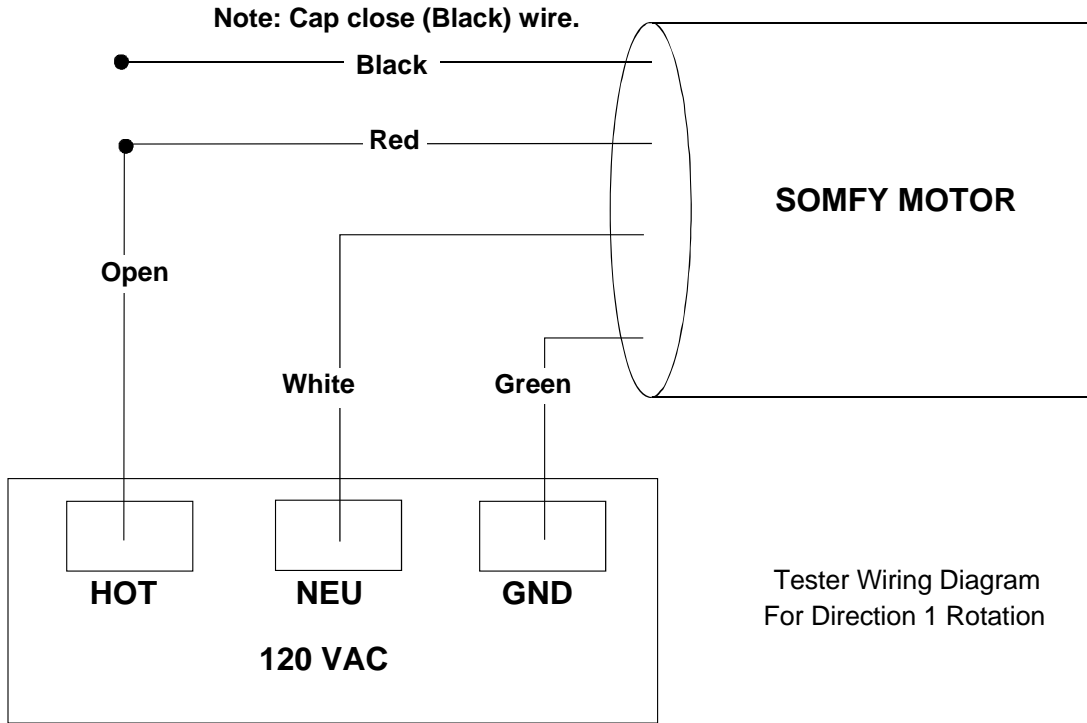 Note: Cap close (Black) wire.
Black
Red
SOMFY MOTOR
Open
White
Green
HOT
NEU
GND
120 VAC
Tester Wiring Diagram
For Direction 1 Rotation